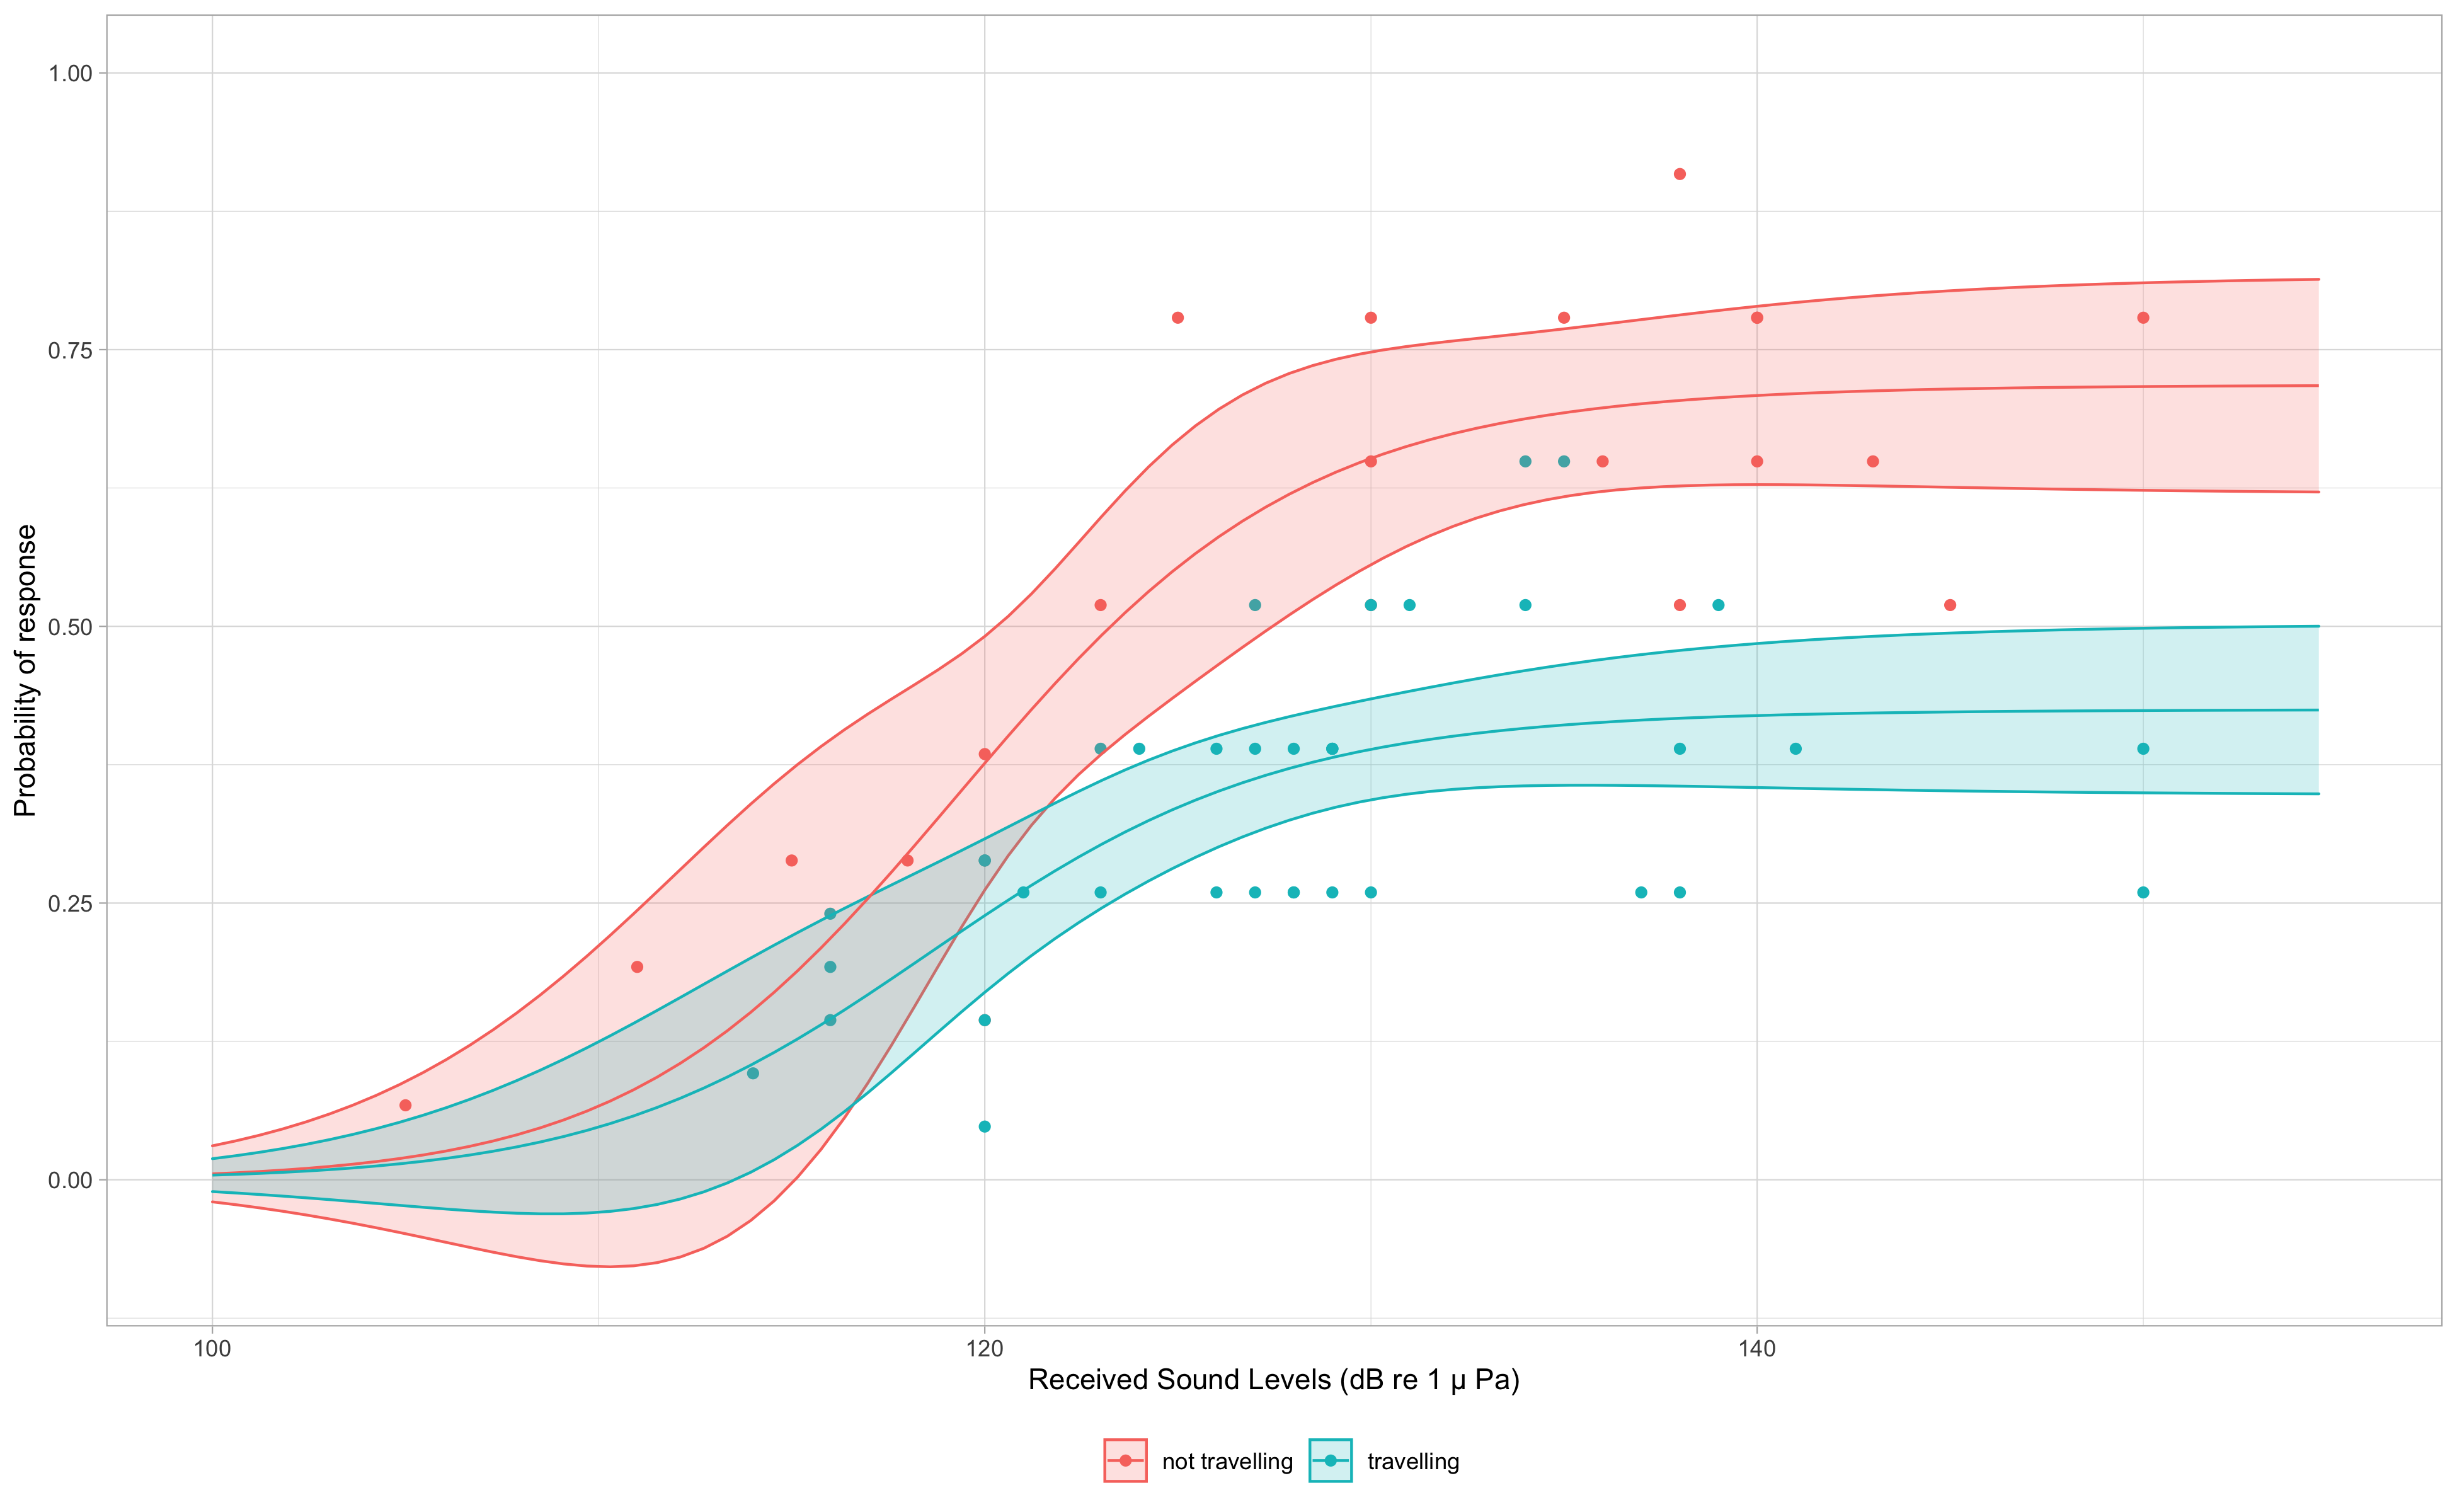 1.00
0.75
0.50
0.25
0.00
Probability of response
100 120 140
Received Sound Levels (dB re 1 μ Pa)
not travelling travelling